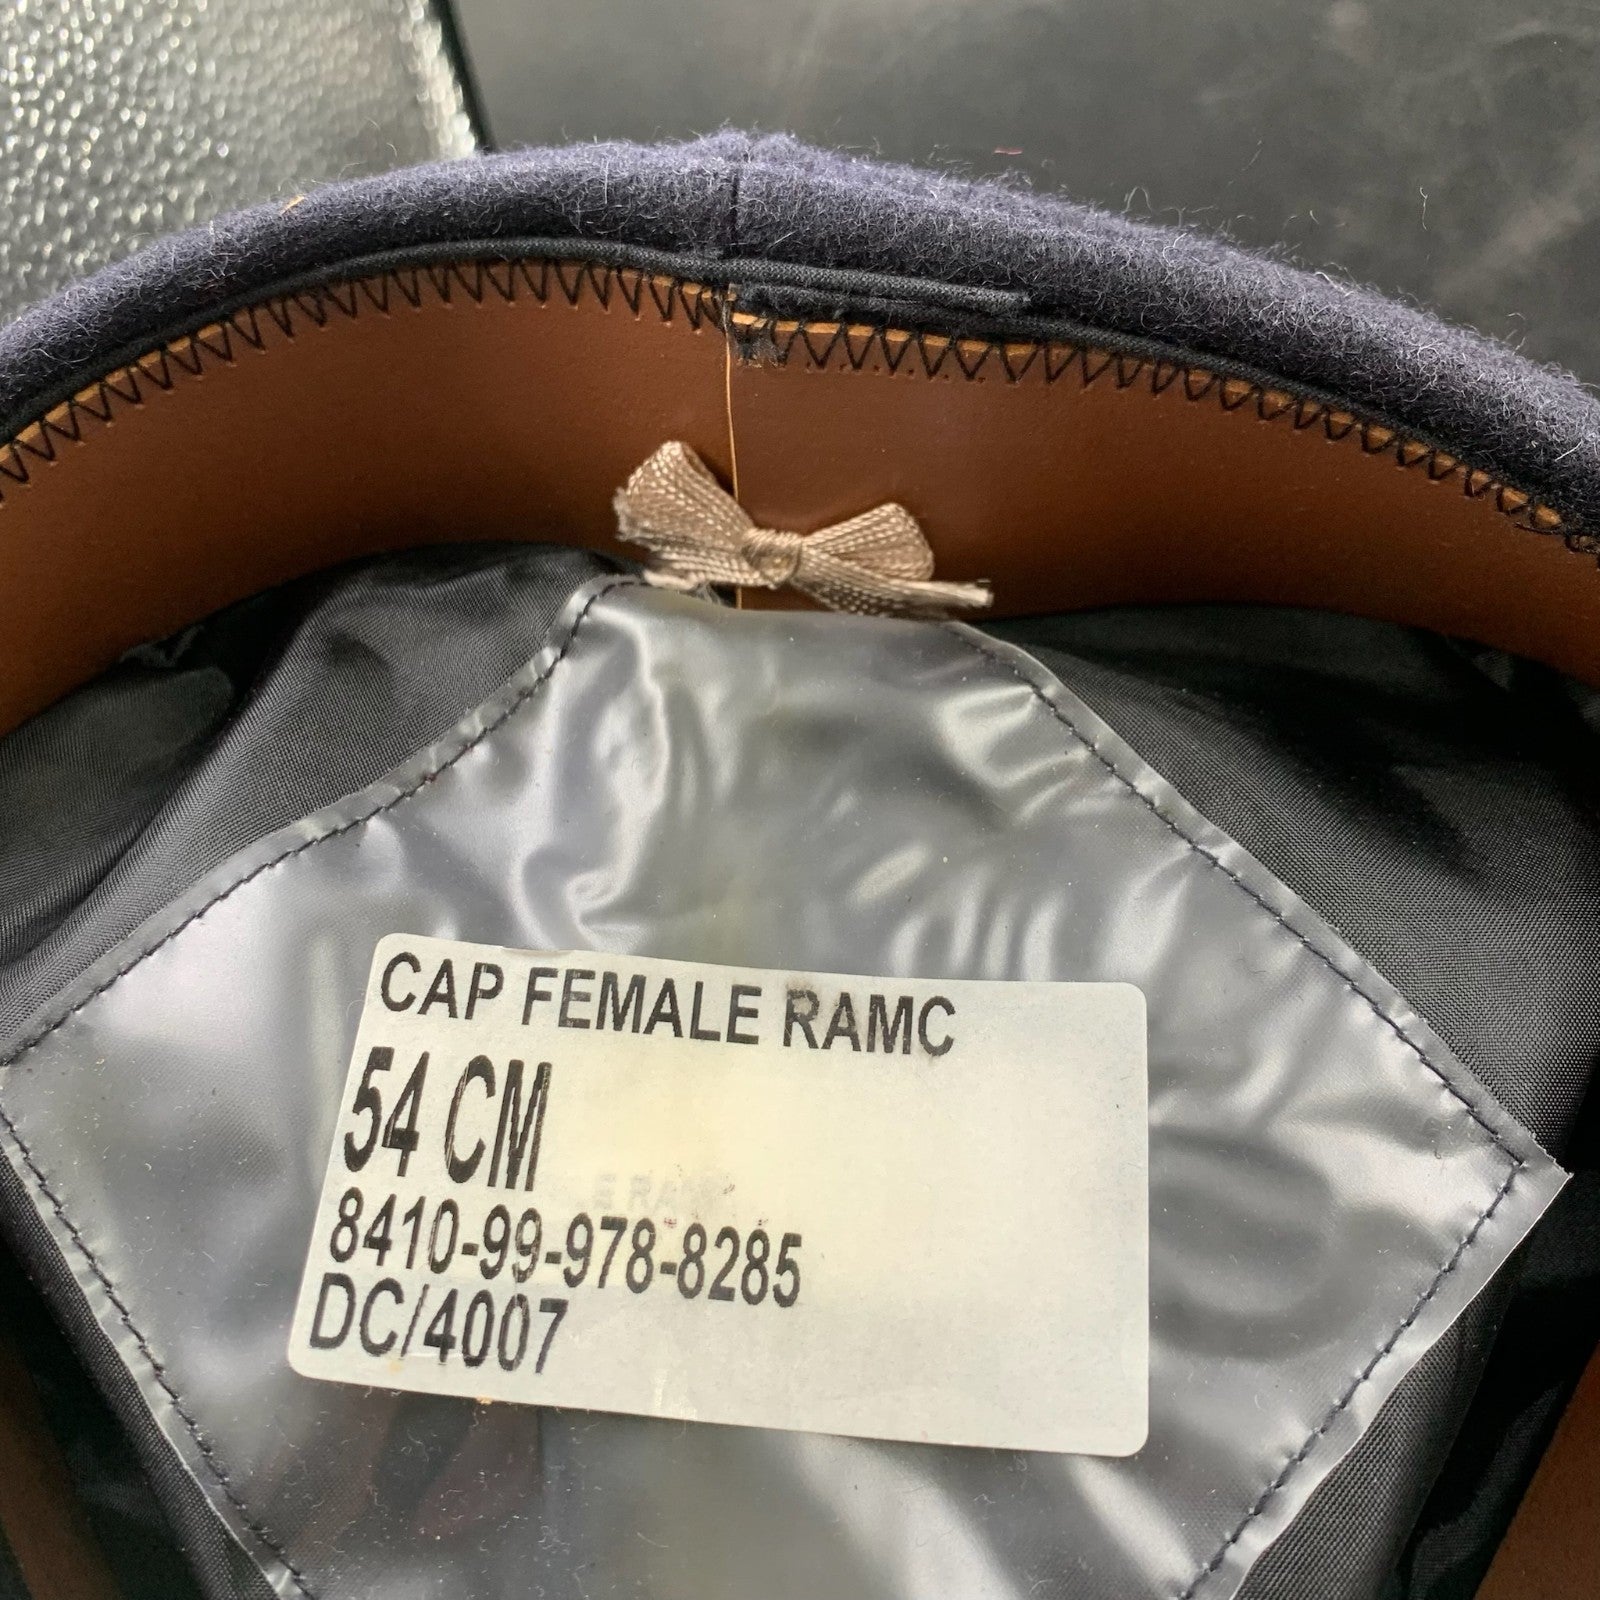 CAP FEMALE RAMC
54 CM
8410-99-978-8285
DC/4007